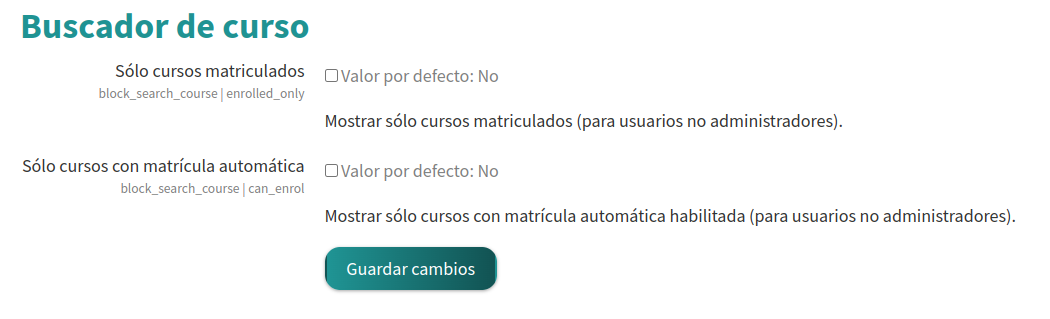 Buscador de curso
Sólo cursos matriculados
block_search_course | enrolled_only
Valor por defecto: No
Mostrar sólo cursos matriculados (para usuarios no administradores).
Sólo cursos con matrícula automática
block_search_course | can_enrol
Valor por defecto: No
Mostrar sólo cursos con matrícula automática habilitada (para usuarios no administradores).
Guardar cambios